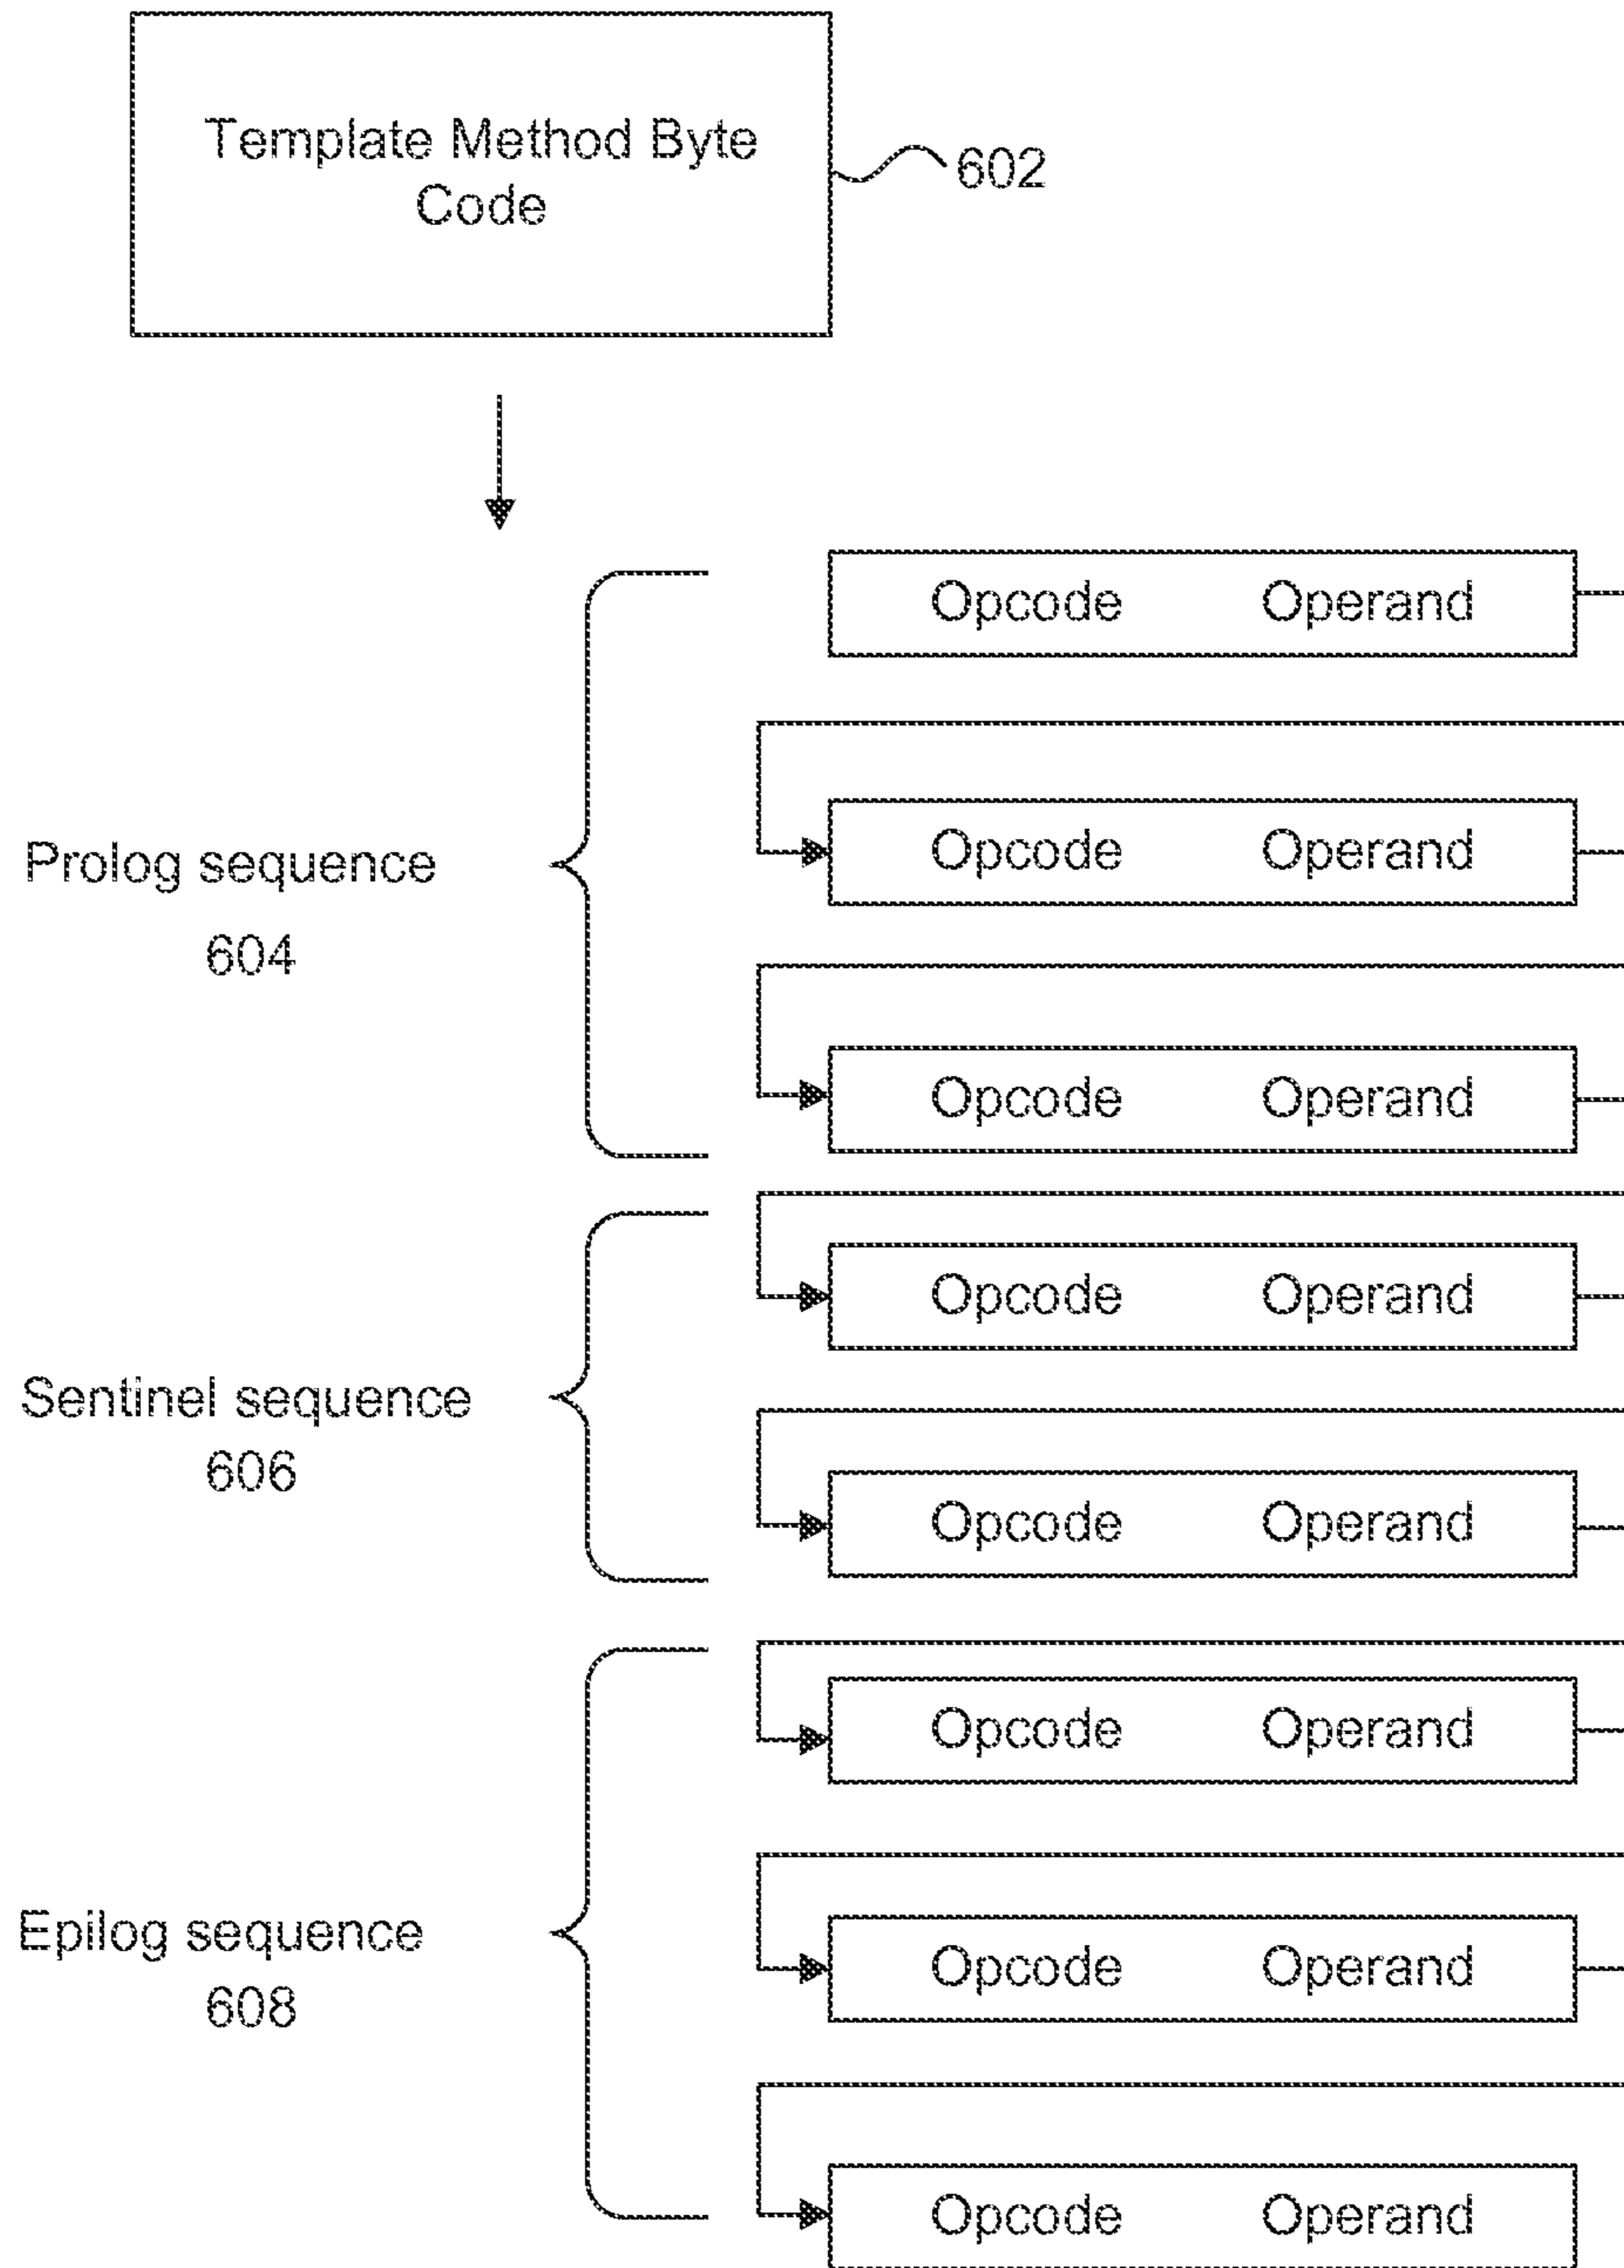 Template Method Byte
Code
602
Opcode Operand
Opcode Operand
Prolog sequence
604
Opcode Operand
Opcode Operand
Sentinel sequence
606
Opcode Operand
Opcode Operand
Epilog sequence
608
Opcode Operand
Opcode Operand